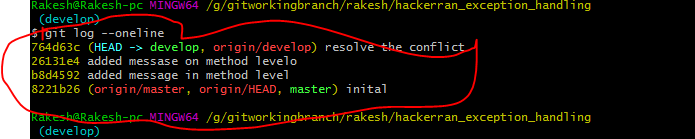 Rakesh@Rakesh-pc MINGW64 /g/gitworkingbranch/rakesh/hackerran_exception_handling
(develop)
$ git log --oneline
764d63c (HEAD -> develop, origin/develop) resolve the conflict
26131e4 added message on method levelo
b8d4592 added message in method level
8221b26 (origin/master, origin/HEAD, master) inital
Rakesh@Rakesh-pc MINGW64 /g/gitworkingbranch/rakesh/hackerran_exception_handling
(develop)